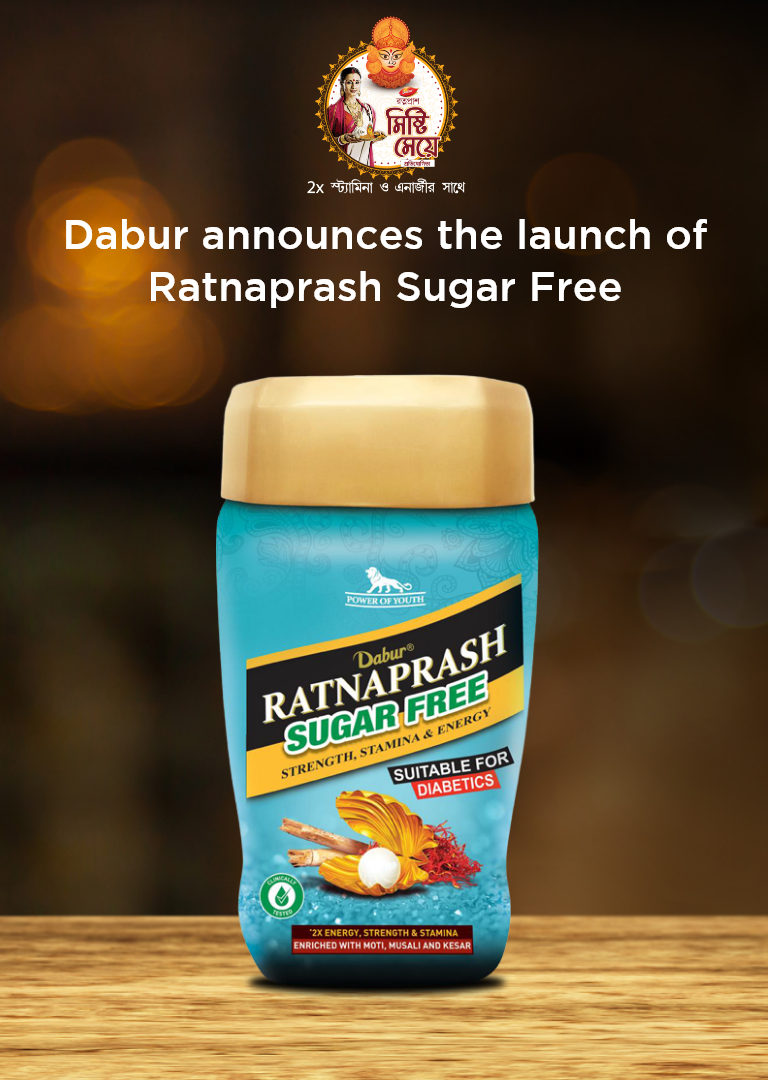 রত্নপ্রাশ
মিষ্টি
মেয়ে
প্রতিযোগিতা
2x স্ট্যামিনা ও এনার্জীর সাথে
Dabur announces the launch of
Ratnaprash Sugar Free
POWER OF YOUTH
Dabur®
RATNAPRASH
SUGAR FREE
STRENGTH, STAMINA & ENERGY
SUITABLE FOR
DIABETICS
CLINICALLY
TESTED
*2X ENERGY, STRENGTH & STAMINA
ENRICHED WITH MOTI, MUSALI AND KESAR